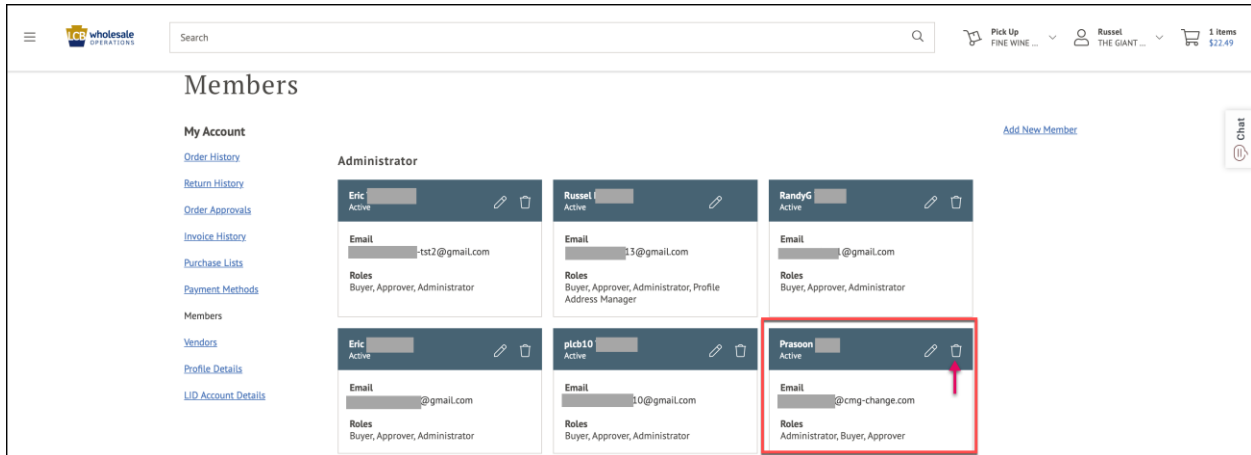 LCB wholesale
OPERATIONS
Search
Pick Up
FINE WINE ...
Russel
THE GIANT ...
1 items
$22.49
Members
My Account
Order History
Return History
Order Approvals
Invoice History
Purchase Lists
Payment Methods
Members
Vendors
Profile Details
LID Account Details
Add New Member
Chat
Administrator
Eric
Active
Email
-tst2@gmail.com
Roles
Buyer, Approver, Administrator
Russel
Active
Email
13@gmail.com
Roles
Buyer, Approver, Administrator, Profile
Address Manager
RandyG
Active
Email
@gmail.com
Roles
Buyer, Approver, Administrator
Eric
Active
Email
@gmail.com
Roles
Buyer, Approver, Administrator
plcb10
Active
Email
10@gmail.com
Roles
Buyer, Approver, Administrator
Prasoon
Active
Email
@cmg-change.com
Roles
Administrator, Buyer, Approver